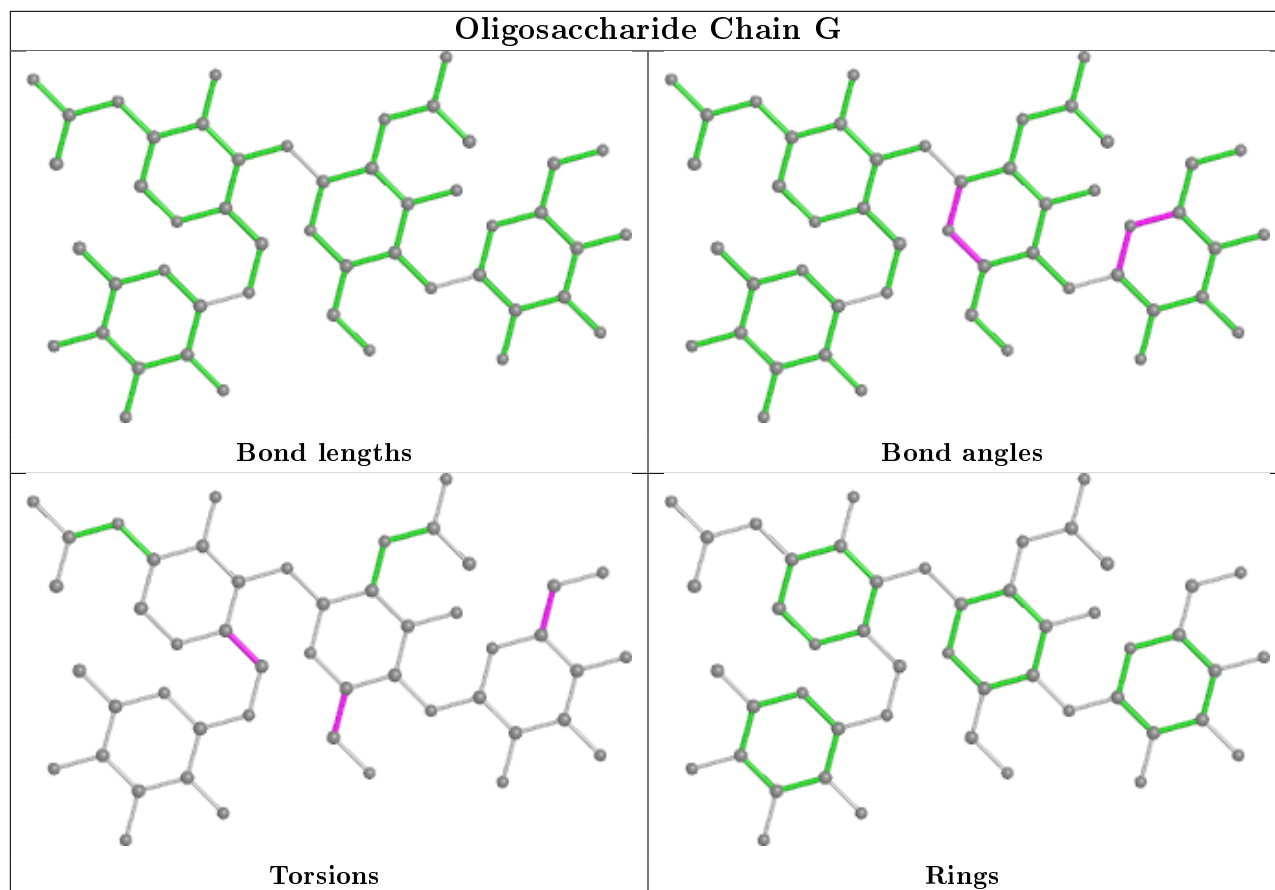 Oligosaccharide Chain G
Bond lengths
Bond angles
Torsions
Rings